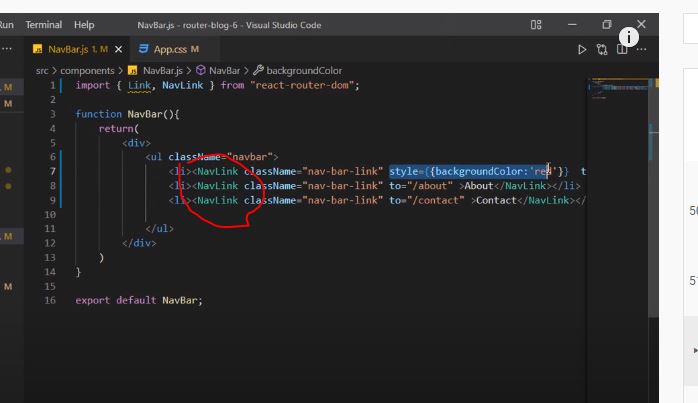 Run Terminal Help NavBar.js - router-blog-6 - Visual Studio Code
NavBar.js 1, M App.css M
src > components > NavBar.js > NavBar > backgroundColor
M
1 import { Link, NavLink } from "react-router-dom";
M
2
3 function NavBar(){
4 return(
5 <div>
6 <ul className="navbar">
7 <li><NavLink className="nav-bar-link" style={{backgroundColor:'red'}} t
8 <li><NavLink className="nav-bar-link" to="/about" >About</NavLink></li>
9 <li><NavLink className="nav-bar-link" to="/contact" >Contact</NavLink></
10
11 </ul>
, M
12 </div>
13 )
14 }
M
15
16 export default NavBar;